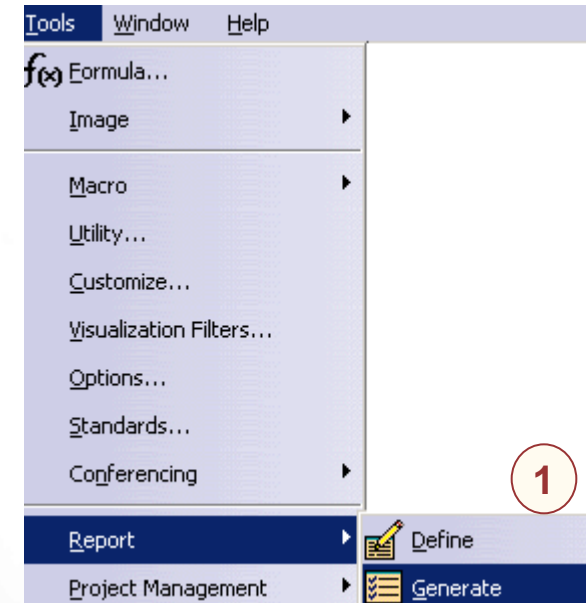 Tools Window Help
f(x) Formula...
Image
Macro
Utility...
Customize...
Visualization Filters...
Options...
Standards...
Conferencing
1
Report Define
Project Management Generate